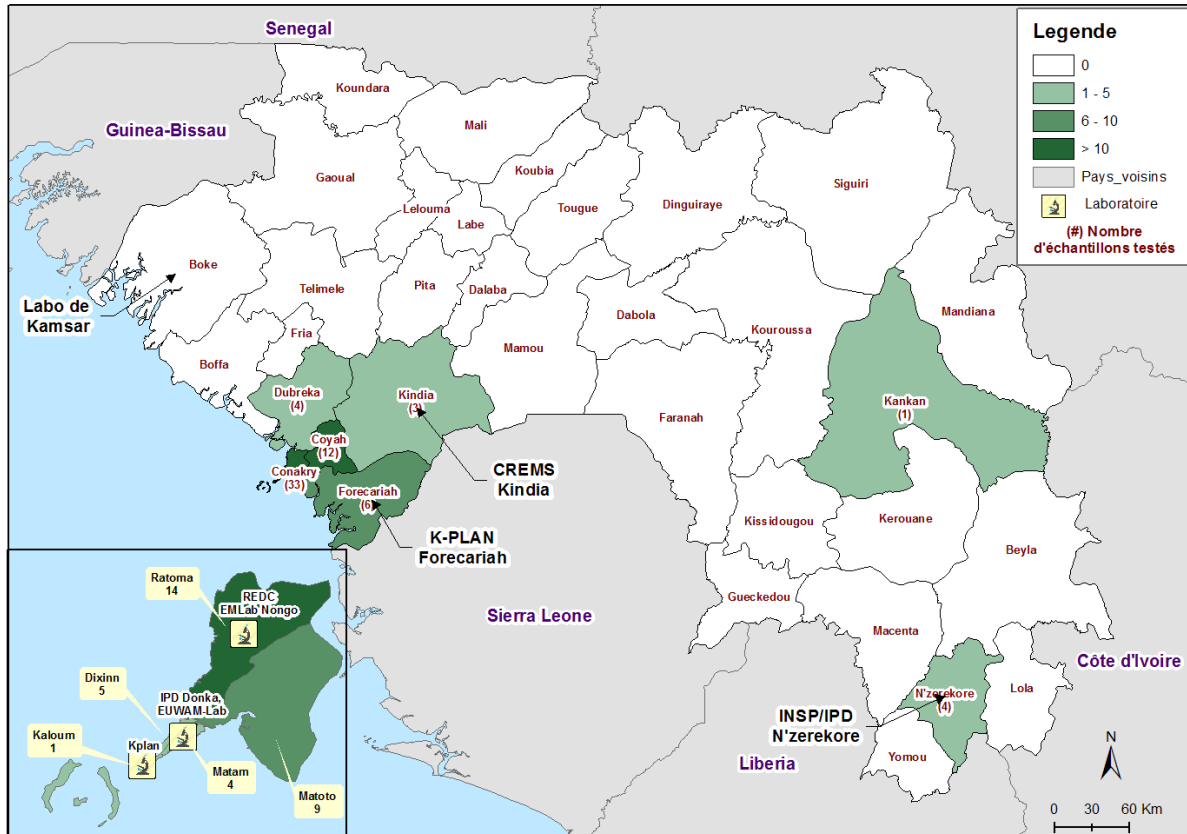 Senegal
Guinea-Bissau
Koundara
Mali
Koubia
Gaoual
Lelouma
Labe
Tougue
Dinguiraye
Siguiri
Boke
Telimele
Pita
Dalaba
Labo de
Kamsar
Fria
Boffa
Mamou
Dabola
Kouroussa
Mandiana
Dubreka
(4)
Kindia
(3)
Kankan
(1)
Faranah
Coyah
(12)
Conakry
(33)
Forecariah
(6)
CREMS
Kindia
K-PLAN
Forecariah
Kissidougou
Kerouane
Beyla
Gueckedou
Macenta
Sierra Leone
Côte d'Ivoire
N'zerekore
(4)
Lola
INSP/IPD
N'zerekore
Yomou
Liberia
Legende
0
1 - 5
6 - 10
> 10
Pays_voisins
Laboratoire
(#) Nombre
d'échantillons testés
Ratoma
14
REDC
EMLab Nongo
Dixinn
5
IPD Donka,
EUWAM-Lab
Kaloum
1
Kplan
Matam
4
Matoto
9
N
0 30 60 Km